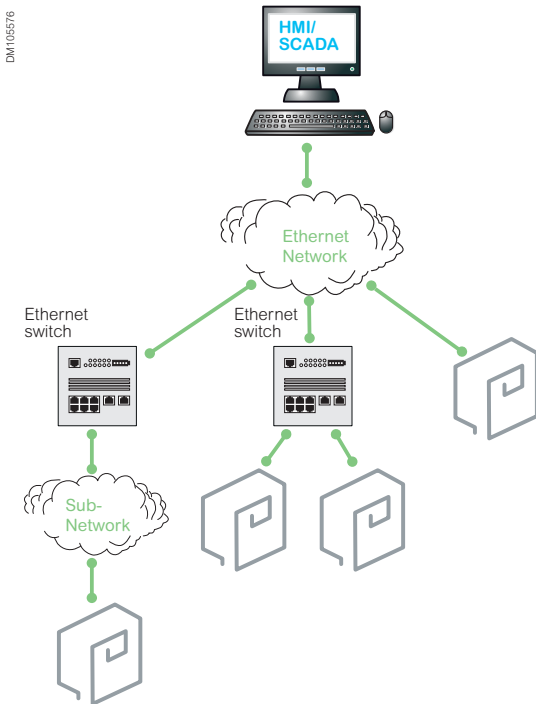 DM105576
HMI/
SCADA
Ethernet
Network
Ethernet
switch
Ethernet
switch
Sub-
Network